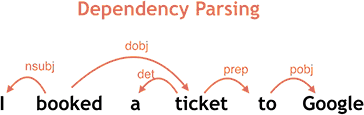 Dependency Parsing
dobj
nsubj det prep pobj
I booked a ticket to Google